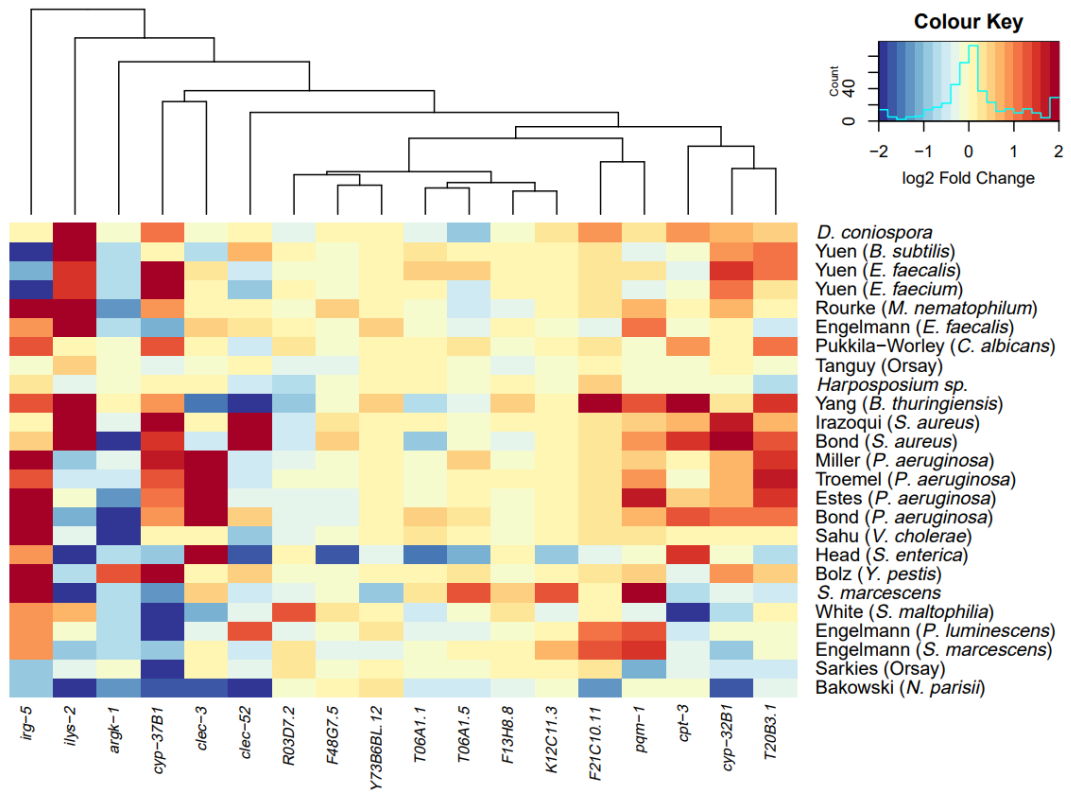 Colour Key
Count
0
40
−2
−1
0
1
2
log2 Fold Change
D. coniospora
Yuen (B. subtilis)
Yuen (E. faecalis)
Yuen (E. faecium)
Rourke (M. nematophilum)
Engelmann (E. faecalis)
Pukkila−Worley (C. albicans)
Tanguy (Orsay)
Harposposium sp.
Yang (B. thuringiensis)
Irazoqui (S. aureus)
Bond (S. aureus)
Miller (P. aeruginosa)
Troemel (P. aeruginosa)
Estes (P. aeruginosa)
Bond (P. aeruginosa)
Sahu (V. cholerae)
Head (S. enterica)
Bolz (Y. pestis)
S. marcescens
White (S. maltophilia)
Engelmann (P. luminescens)
Engelmann (S. marcescens)
Sarkies (Orsay)
Bakowski (N. parisii)
irg-5
ilys-2
argk-1
cyp-37B1
clec-3
clec-52
R03D7.2
F48G7.5
Y73B6BL.12
T06A1.1
T06A1.5
F13H8.8
K12C11.3
F21C10.11
pqm-1
cpt-3
cyp-32B1
T20B3.1